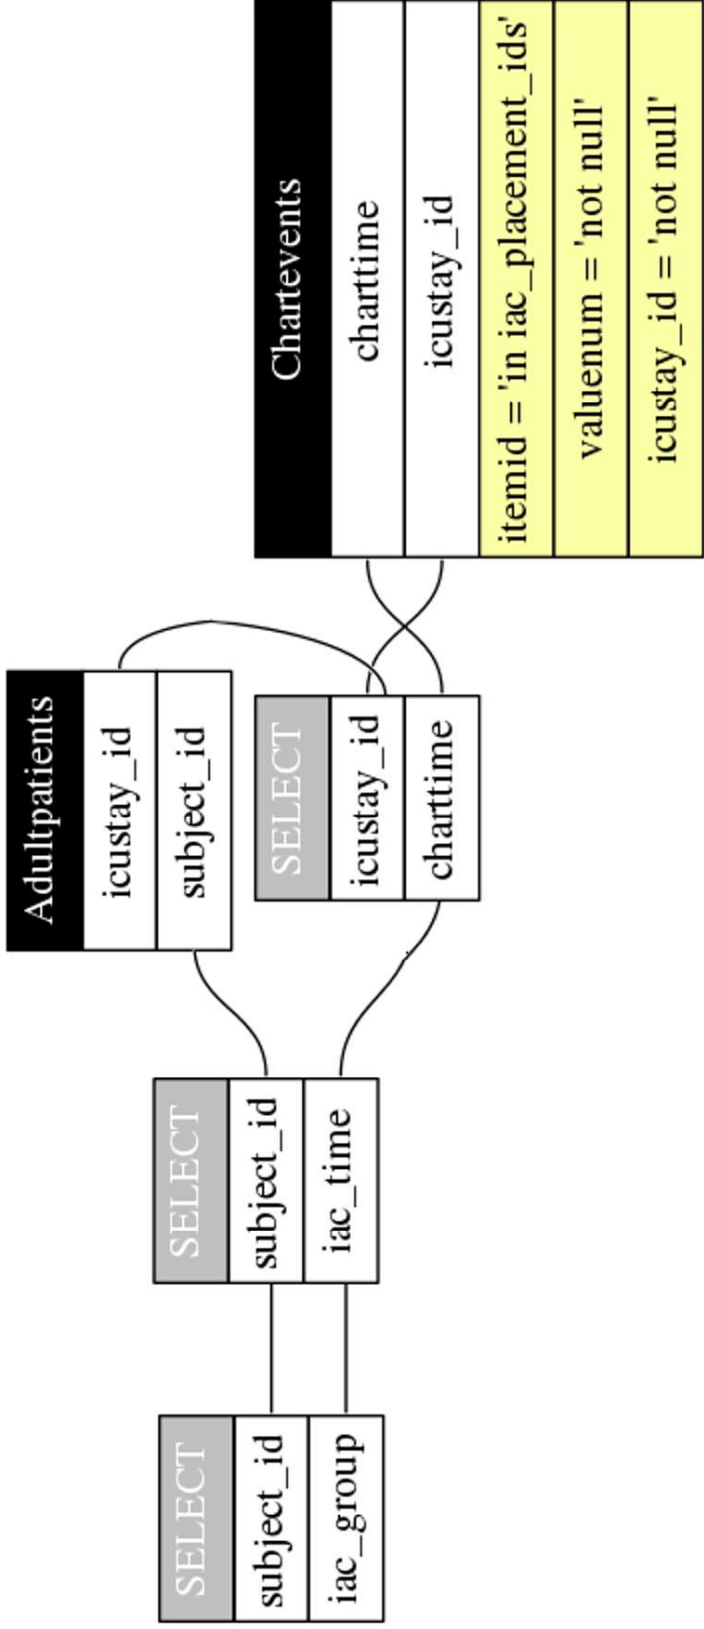 SELECT
subject_id
iac_group
SELECT
subject_id
iac_time
Adultpatients
icustay_id
subject_id
SELECT
icustay_id
charttime
Chartevents
charttime
icustay_id
itemid = 'in iac_placement_ids'
valuenum = 'not null'
icustay_id = 'not null'